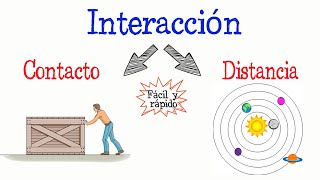 Interacción
Contacto
Distancia
Fácil y
rápido